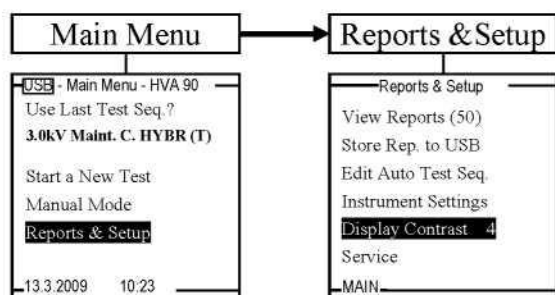 Main Menu
USB - Main Menu - HVA 90
Use Last Test Seq.?
3.0kV Maint. C. HYBR (T)
Start a New Test
Manual Mode
Reports & Setup
13.3.2009 10:23
Reports &Setup
Reports & Setup
View Reports (50)
Store Rep. to USB
Edit Auto Test Seq.
Instrument Settings
Display Contrast 4
Service
MAIN